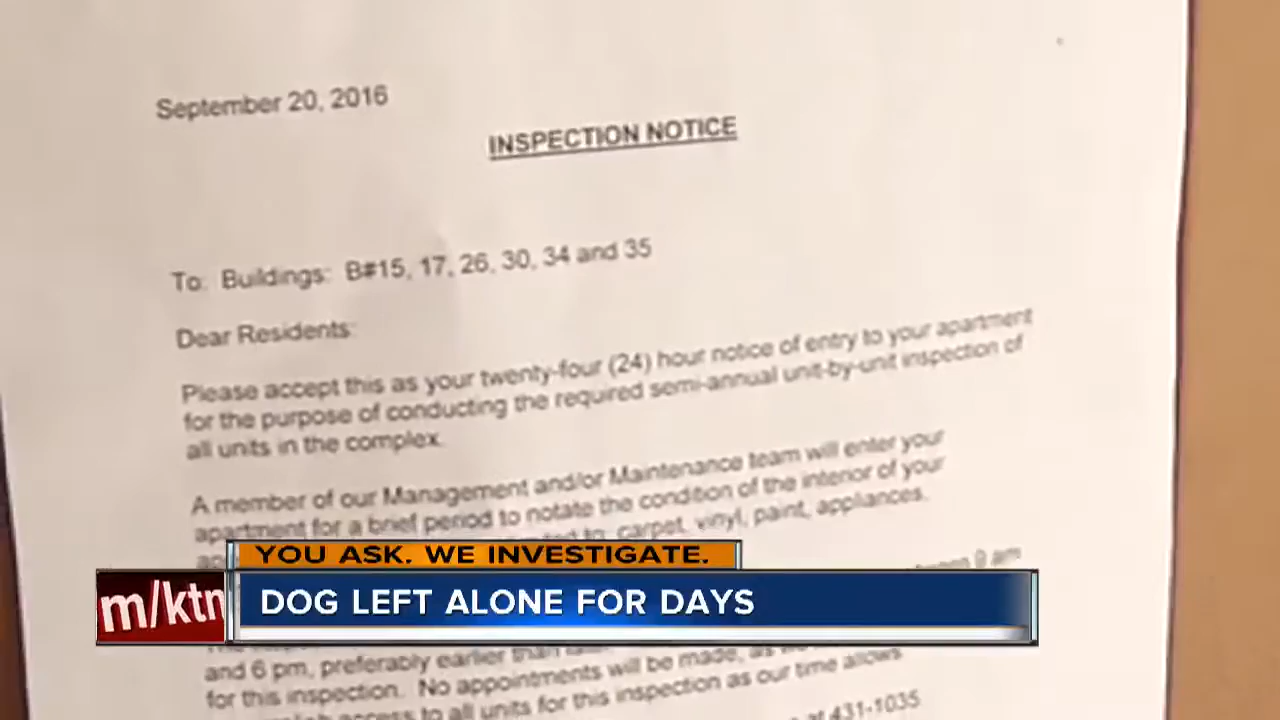 September 20, 2016
INSPECTION NOTICE
To: Buildings: B#15, 17, 26, 30, 34 and 35
Dear Residents:
Please accept this as your twenty-four (24) hour notice of entry to your apartment
for the purpose of conducting the required semi-annual unit-by-unit inspection of
all units in the complex.
A member of our Management and/or Maintenance team will enter your
apartment for a brief period to notate the condition of the interior of your
to, carpet, vinyl, paint, appliances.
9 am
YOU ASK. WE INVESTIGATE.
m/ktn
DOG LEFT ALONE FOR DAYS
and 6 pm, preferably earlier than
for this inspection. No appointments will be made, as
access to all units for this inspection as our time allows
at 431-1035